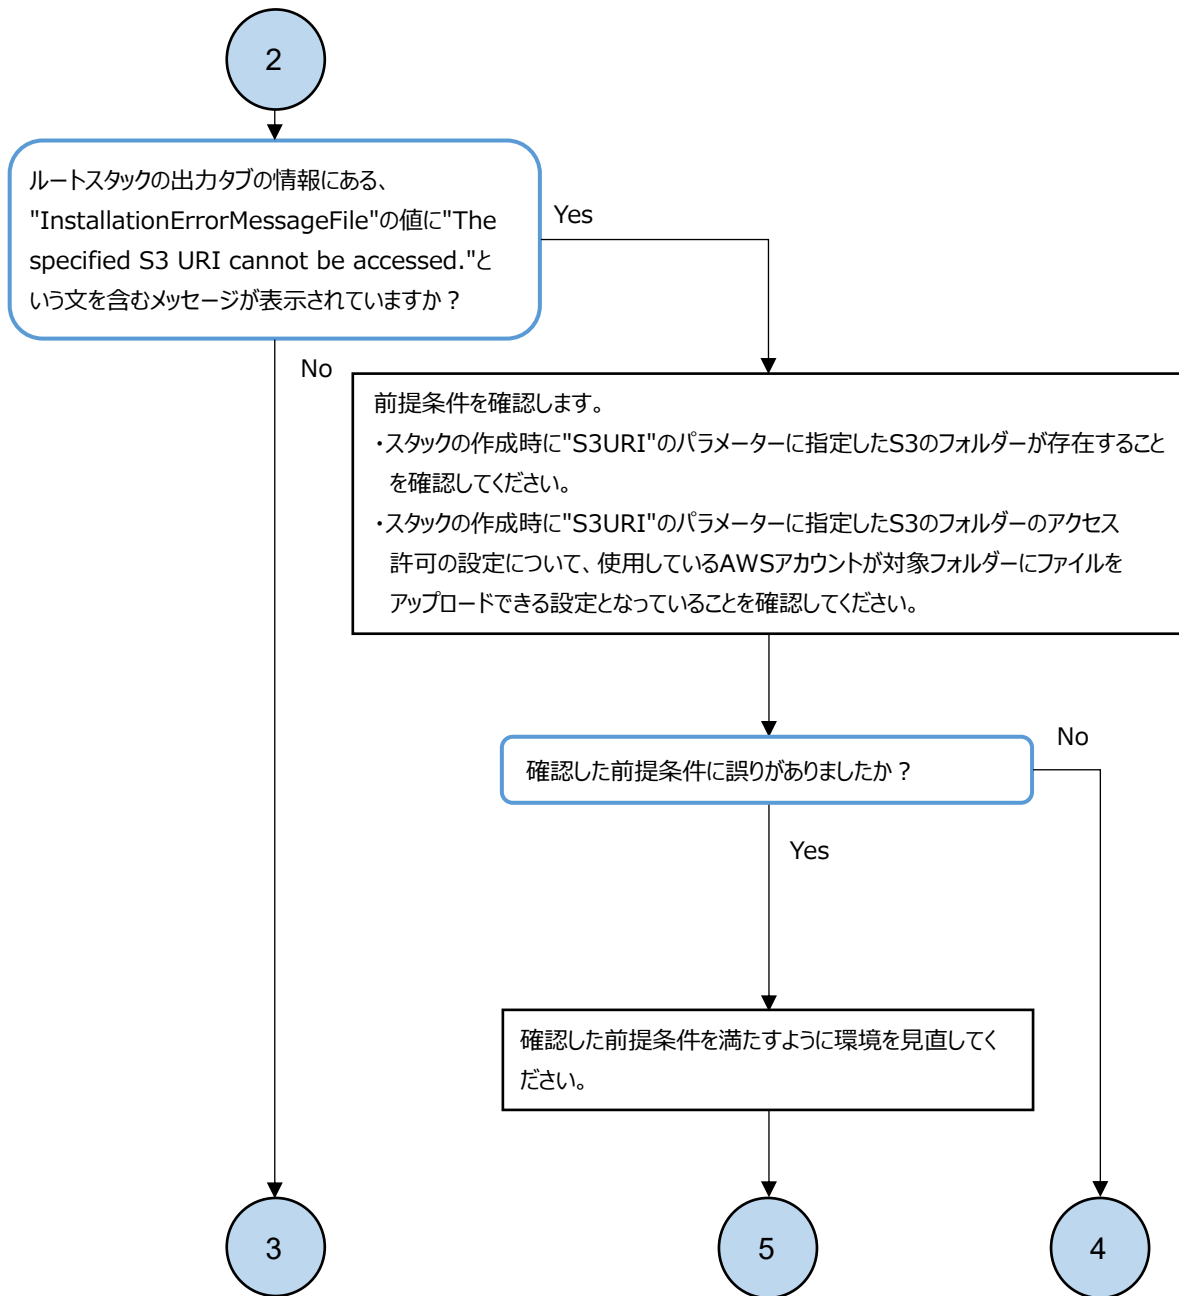 2
ルートスタックの出力タブの情報にある、
"InstallationErrorMessageFile"の値に"The
specified S3 URI cannot be accessed."と
いう文を含むメッセージが表示されていますか？
Yes
No
前提条件を確認します。
・スタックの作成時に"S3URI"のパラメーターに指定したS3のフォルダーが存在すること
を確認してください。
・スタックの作成時に"S3URI"のパラメーターに指定したS3のフォルダーのアクセス
許可の設定について、使用しているAWSアカウントが対象フォルダーにファイルを
アップロードできる設定となっていることを確認してください。
確認した前提条件に誤りがありましたか？
No
Yes
確認した前提条件を満たすように環境を見直してく
ださい。
3
5
4